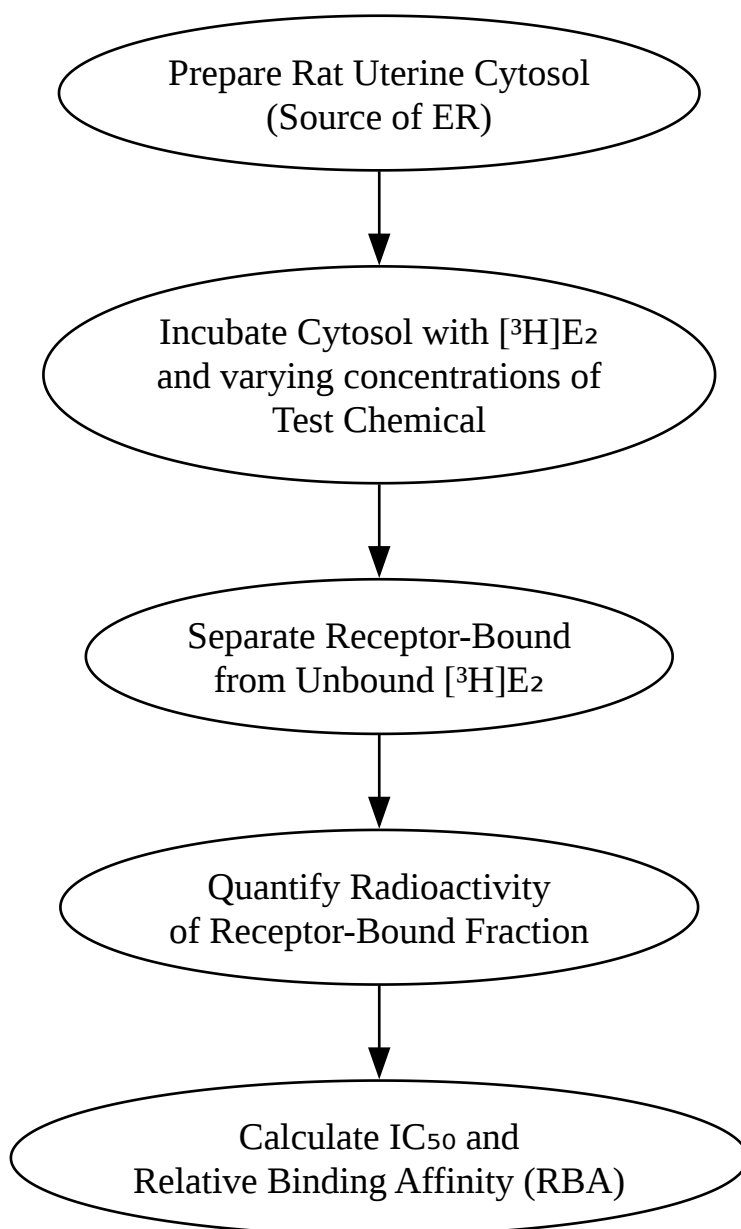 Prepare Rat Uterine Cytosol
(Source of ER)
Incubate Cytosol with [³H]E₂
and varying concentrations of
Test Chemical
Separate Receptor-Bound
from Unbound [³H]E₂
Quantify Radioactivity
of Receptor-Bound Fraction
Calculate IC₅₀ and
Relative Binding Affinity (RBA)